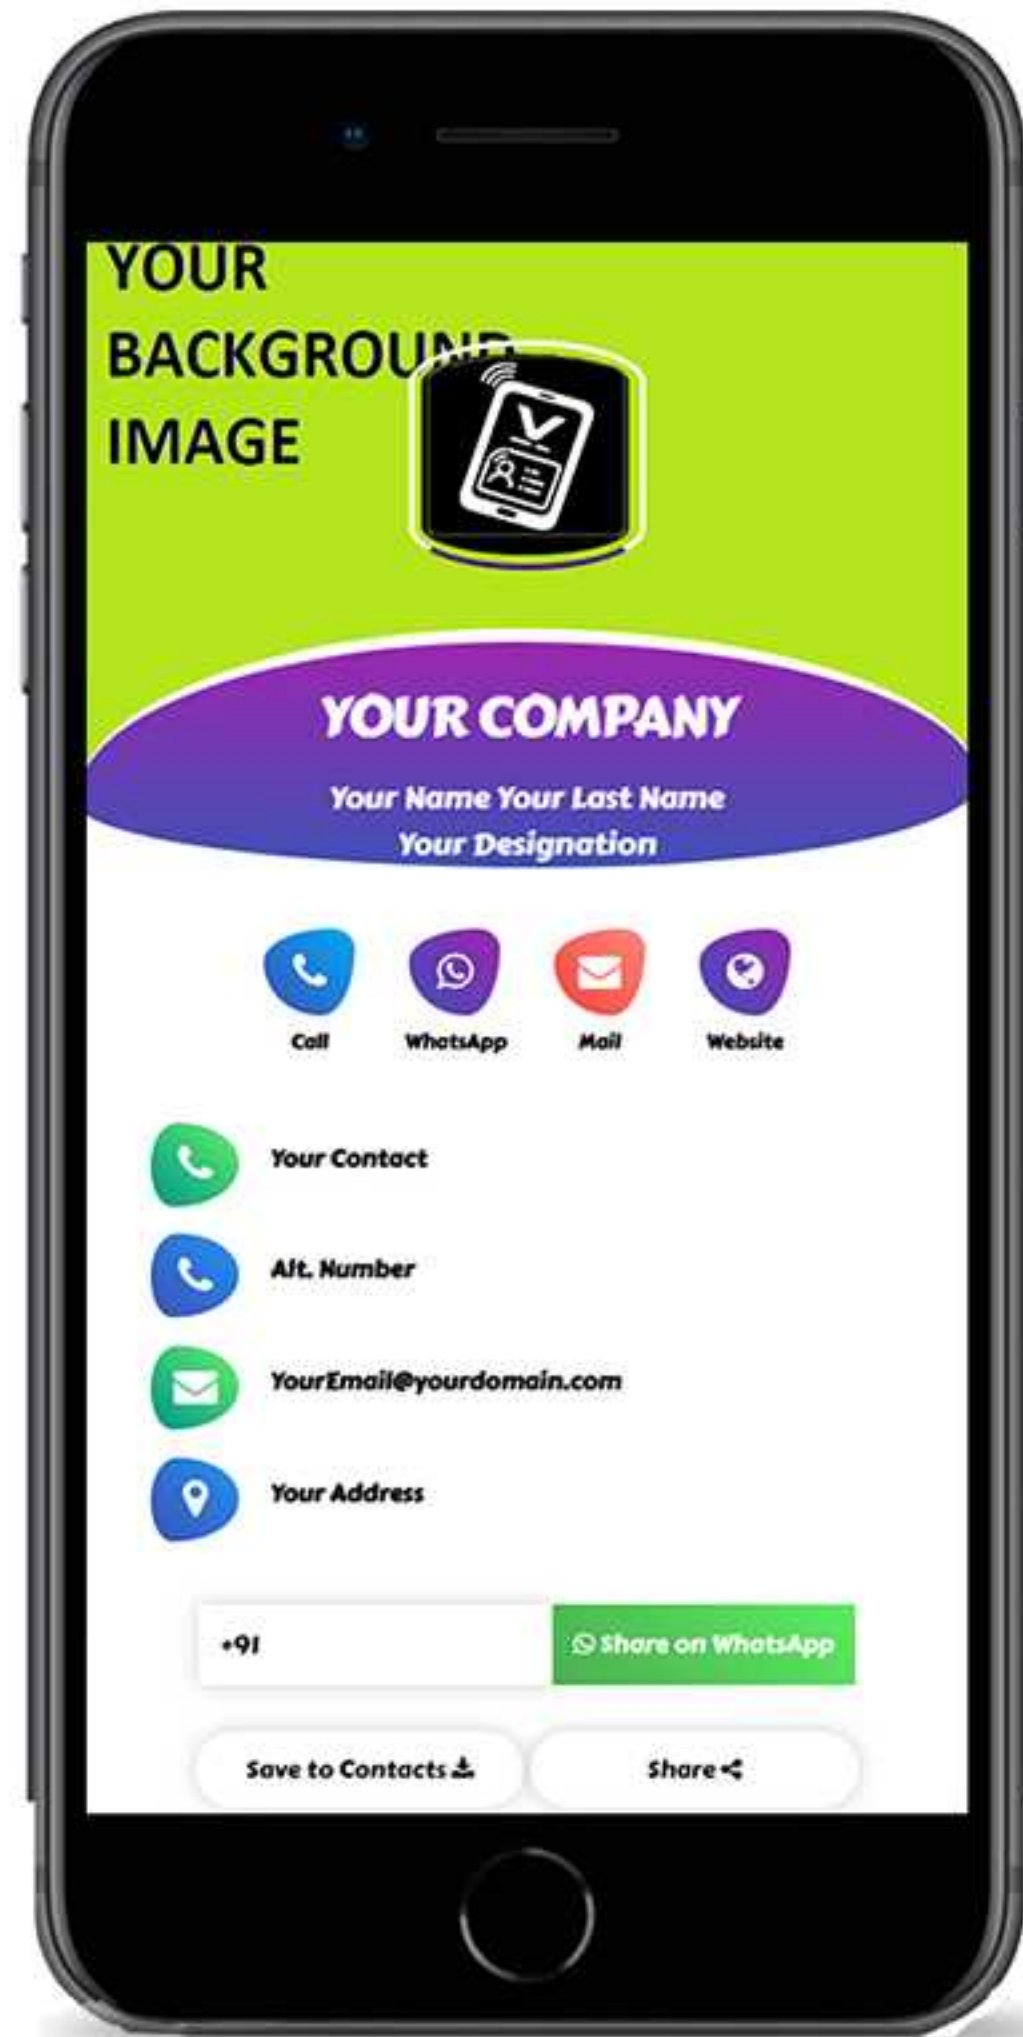 YOUR
BACKGROUND
IMAGE
YOUR COMPANY
Your Name Your Last Name
Your Designation
Call WhatsApp Mail Website
Your Contact
Alt. Number
YourEmail@yourdomain.com
Your Address
+91 Share on WhatsApp
Save to Contacts Share